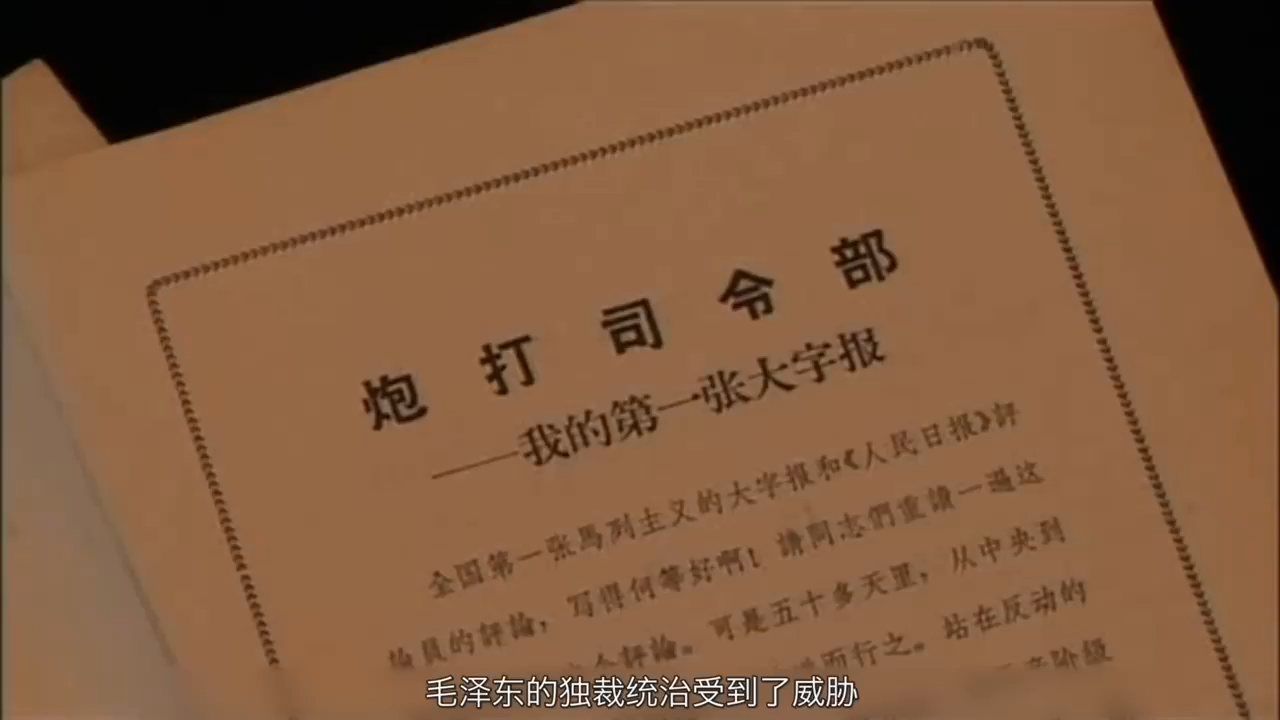 炮打司令部
——我的第一张大字报
全国第一张馬列主义的大字报和《人民日报》評
論員的評論，写得何等好啊！請同志們重讀一遍这
个評論。可是五十多天里，从中央到
而行之。站在反动的
阶級
毛泽东的独裁统治受到了威胁